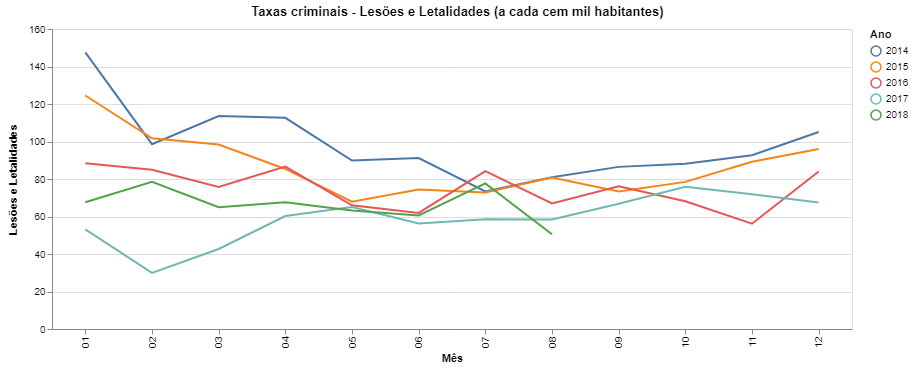 Taxas criminais - Lesões e Letalidades (a cada cem mil habitantes)
Ano
2014
2015
2016
2017
2018
Lesões e Letalidades
160
140
120
100
80
60
40
20
0
01 02 03 04 05 06 07 08 09 10 11 12
Mês